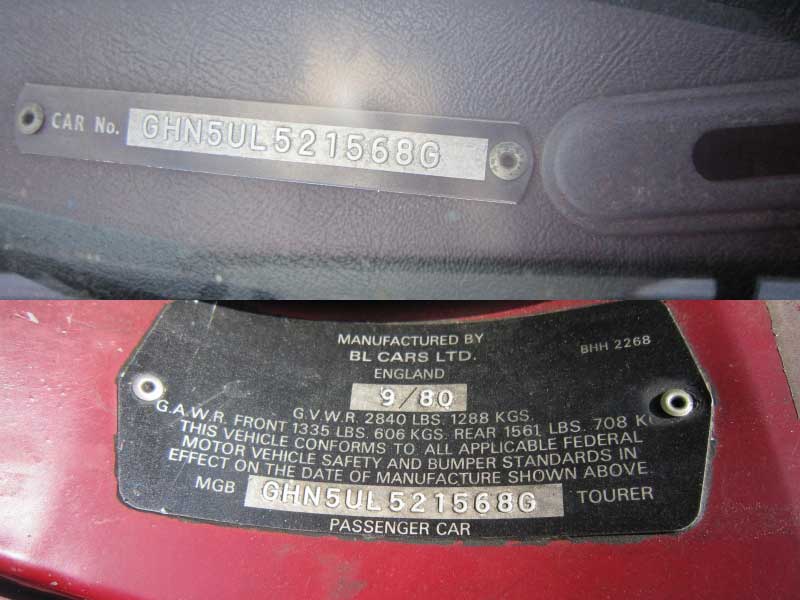 CAR No. GHN5UL521568G
MANUFACTURED BY
BL CARS LTD.
BHH 2268
ENGLAND
9/80
G.V.W.R. 2840 LBS. 1288 KGS.
G.A.W.R. FRONT 1335 LBS. 606 KGS. REAR 1561 LBS. 708 K
THIS VEHICLE CONFORMS TO ALL APPLICABLE FEDERAL
MOTOR VEHICLE SAFETY AND BUMPER STANDARDS IN
EFFECT ON THE DATE OF MANUFACTURE SHOWN ABOVE
MGB GHN5UL521568G TOURER
PASSENGER CAR